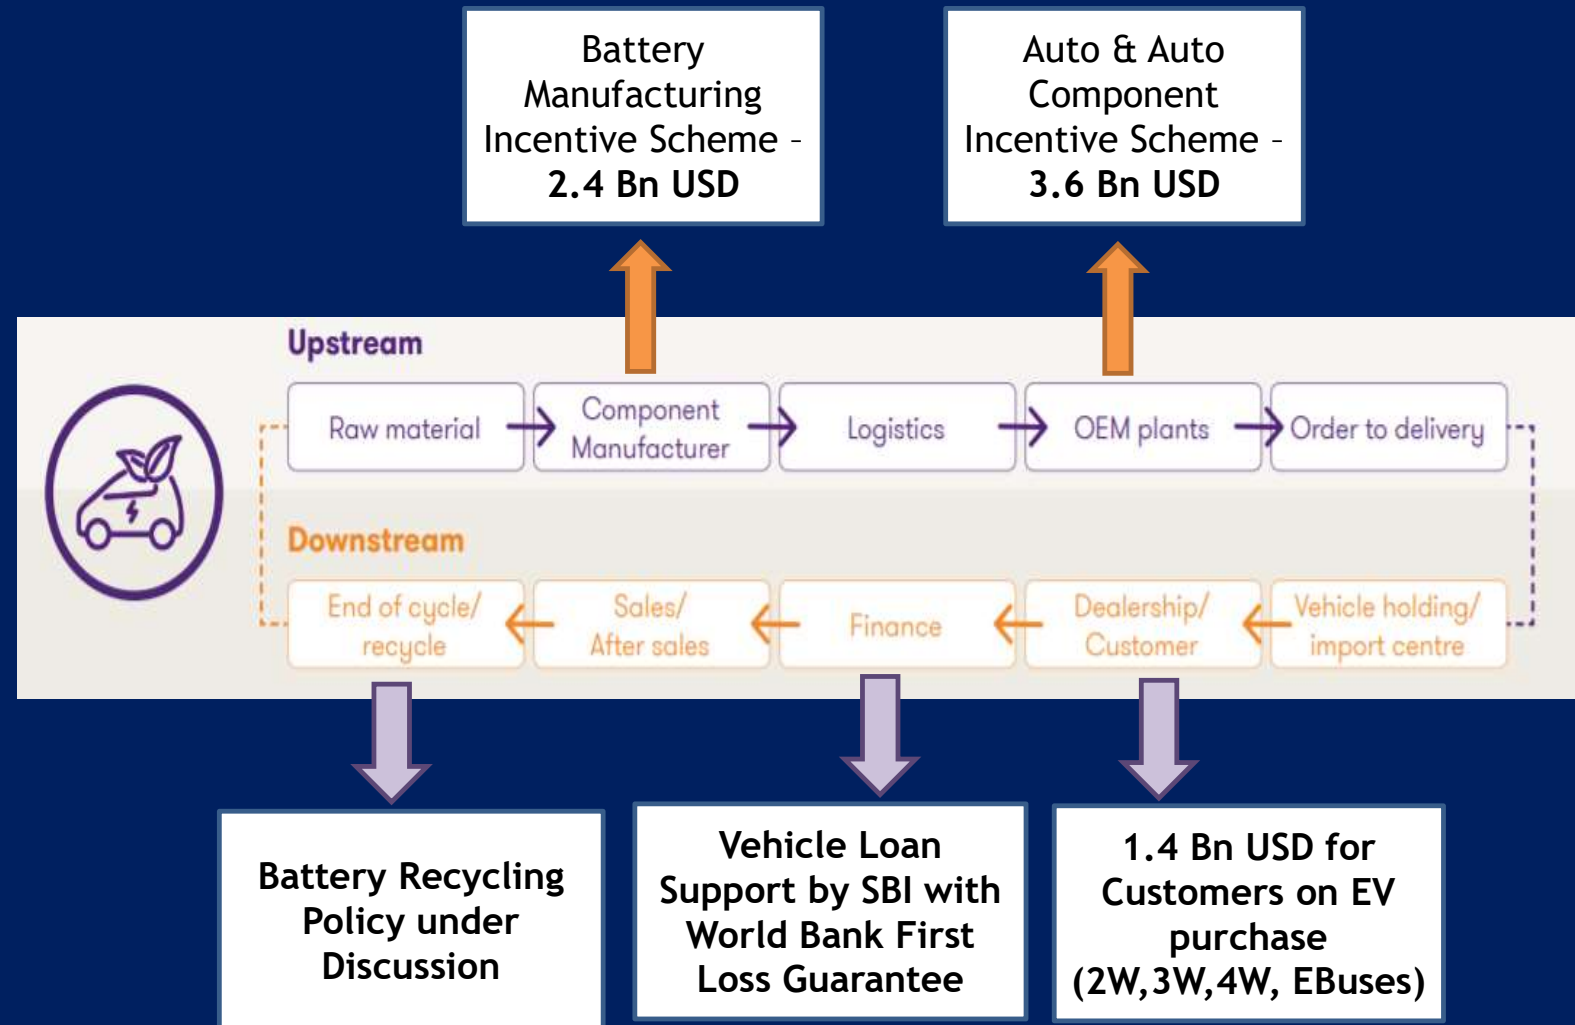 Battery
Manufacturing
Incentive Scheme –
2.4 Bn USD
Auto & Auto
Component
Incentive Scheme –
3.6 Bn USD
Upstream
Raw material
Component
Manufacturer
Logistics
OEM plants
Order to delivery
Downstream
End of cycle/
recycle
Sales/
After sales
Finance
Dealership/
Customer
Vehicle holding/
import centre
Battery Recycling
Policy under
Discussion
Vehicle Loan
Support by SBI with
World Bank First
Loss Guarantee
1.4 Bn USD for
Customers on EV
purchase
(2W,3W,4W, EBuses)